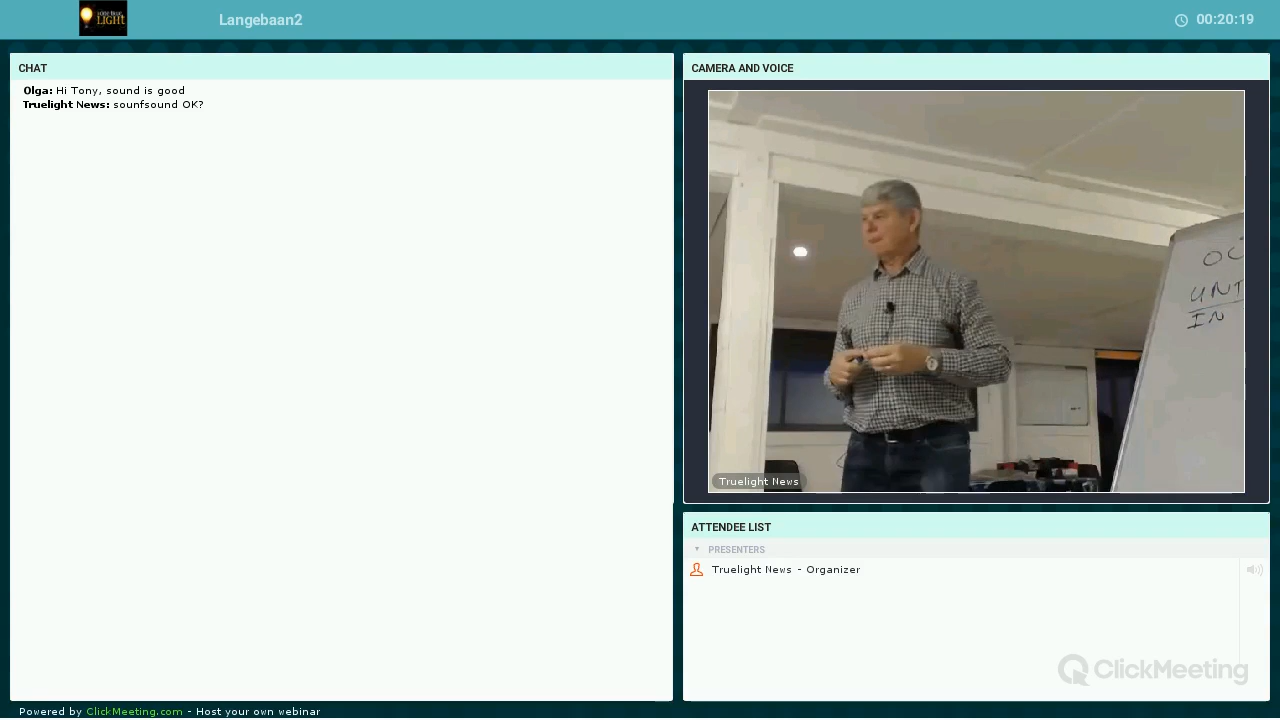 Langebaan2
00:20:19
CHAT
Olga: Hi Tony, sound is good
Truelight News: sounfsound OK?
CAMERA AND VOICE
OC
UNT
IN
Truelight News
ATTENDEE LIST
PRESENTERS
Truelight News - Organizer
ClickMeeting
Powered by ClickMeeting.com - Host your own webinar